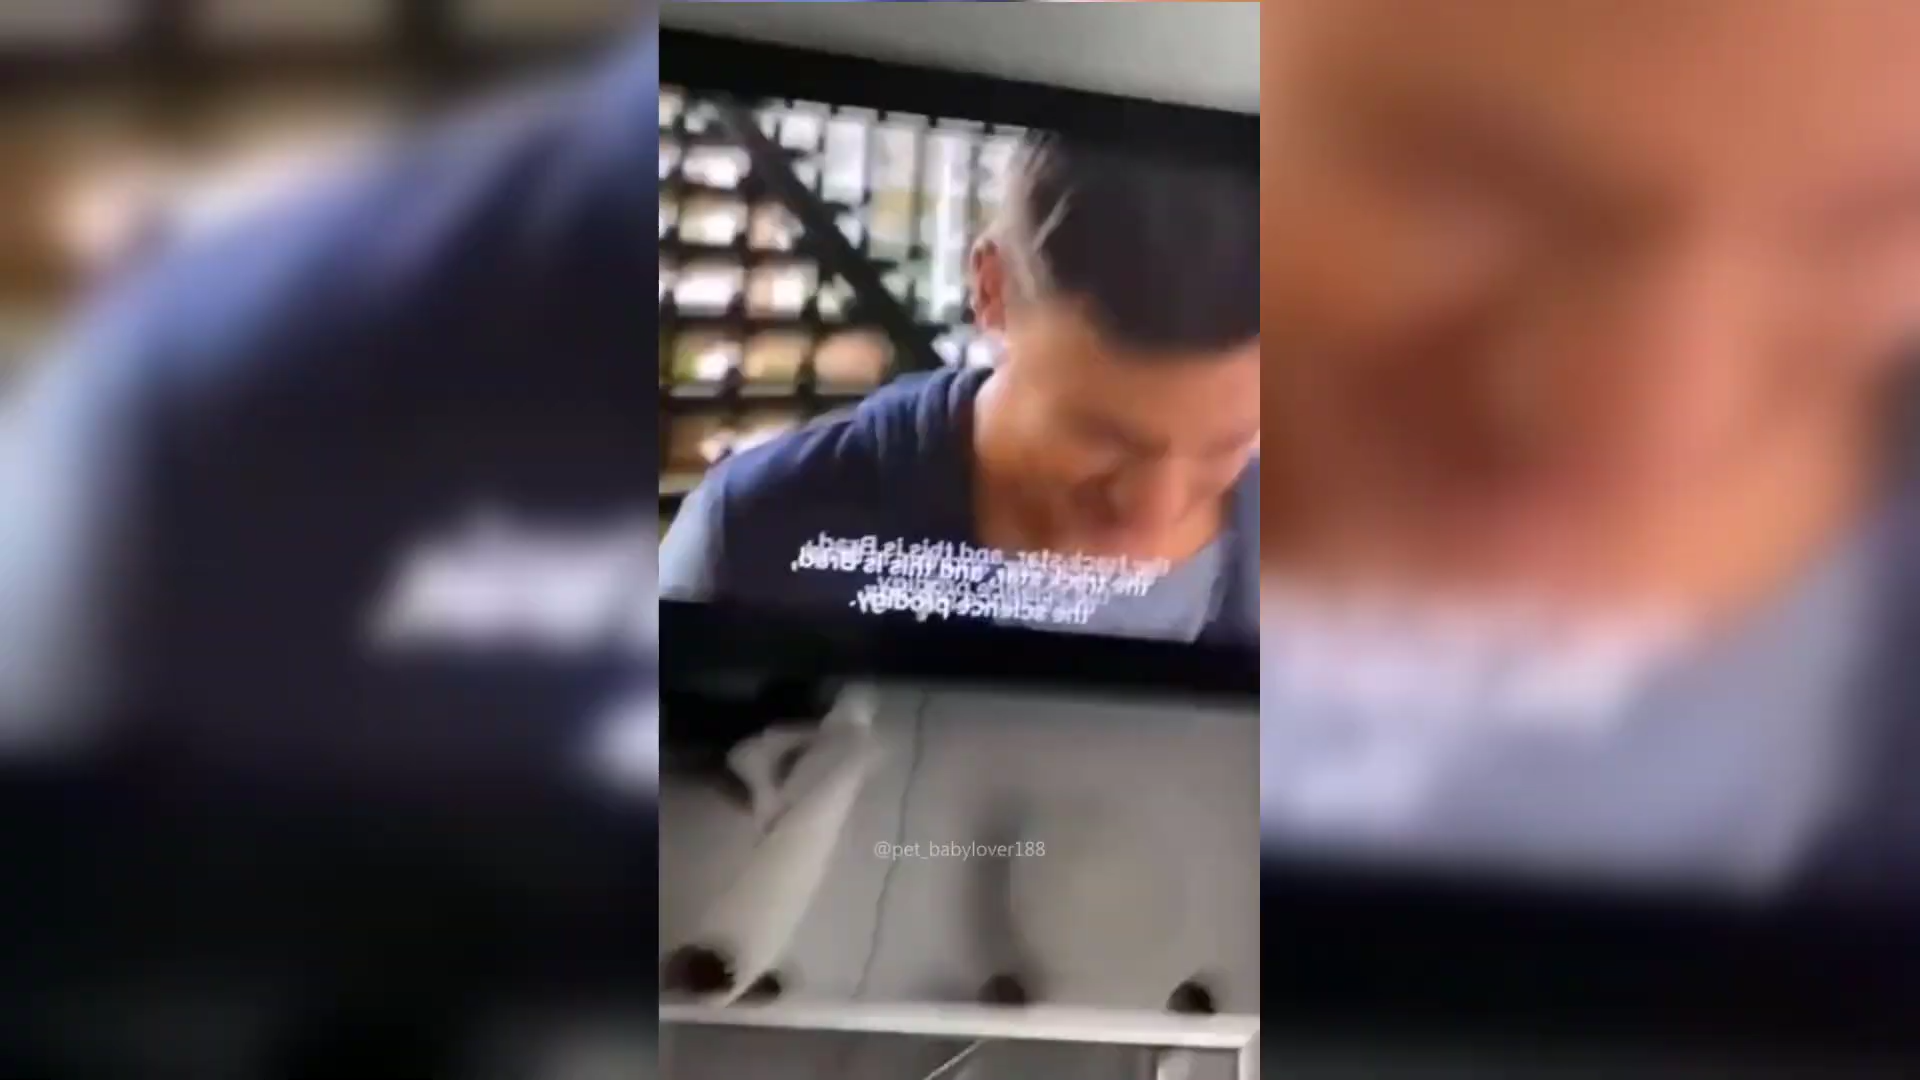 the track star, and this is Brad,
the science prodigy.
@pet_babylover188